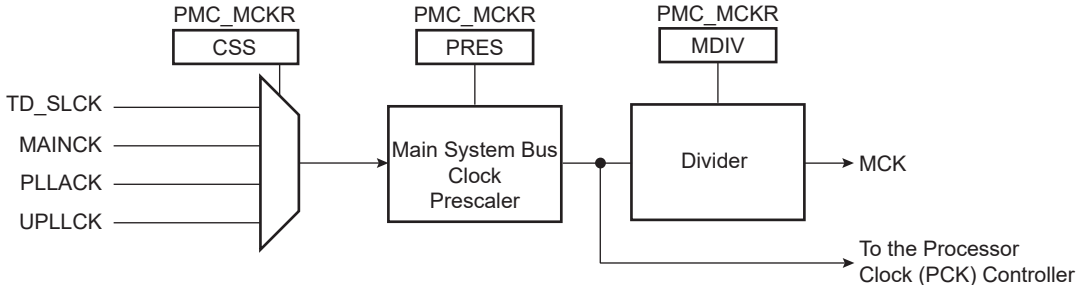 PMC_MCKR
CSS
PMC_MCKR
PRES
PMC_MCKR
MDIV
TD_SLCK
MAINCK
PLLACK
UPLLCK
Main System Bus
Clock
Prescaler
Divider
MCK
To the Processor
Clock (PCK) Controller